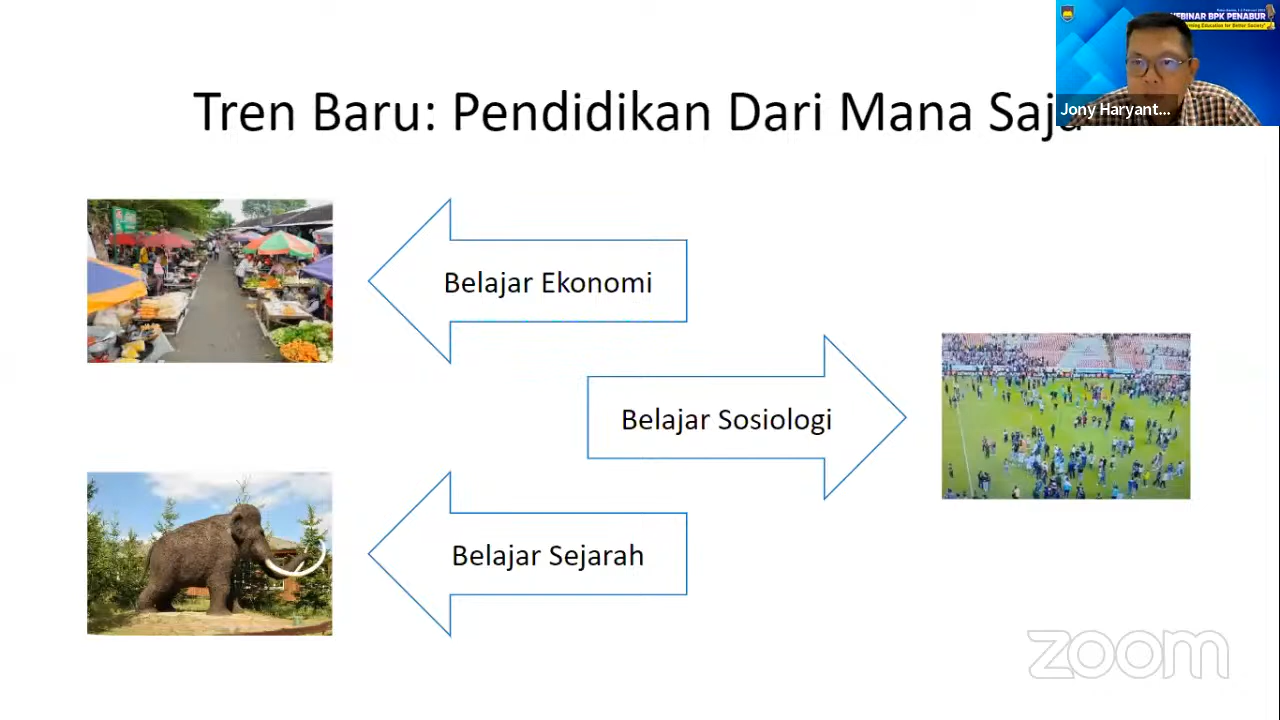 WEBINAR BPK PENABUR
Jony Haryant...
Tren Baru: Pendidikan Dari Mana Saja
Belajar Ekonomi
Belajar Sosiologi
Belajar Sejarah
zoom